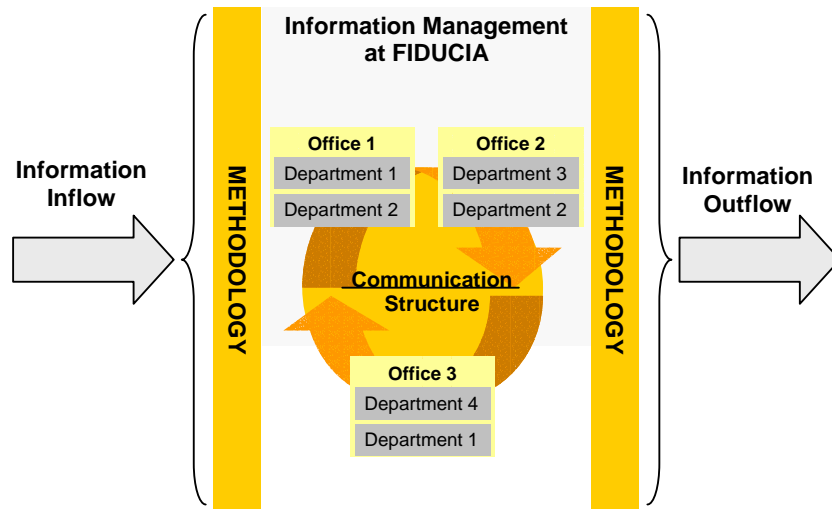 Information Management
at FIDUCIA
Information
Inflow
METHODOLOGY
Office 1
Department 1
Department 2
Office 2
Department 3
Department 2
Communication
Structure
Office 3
Department 4
Department 1
METHODOLOGY
Information
Outflow